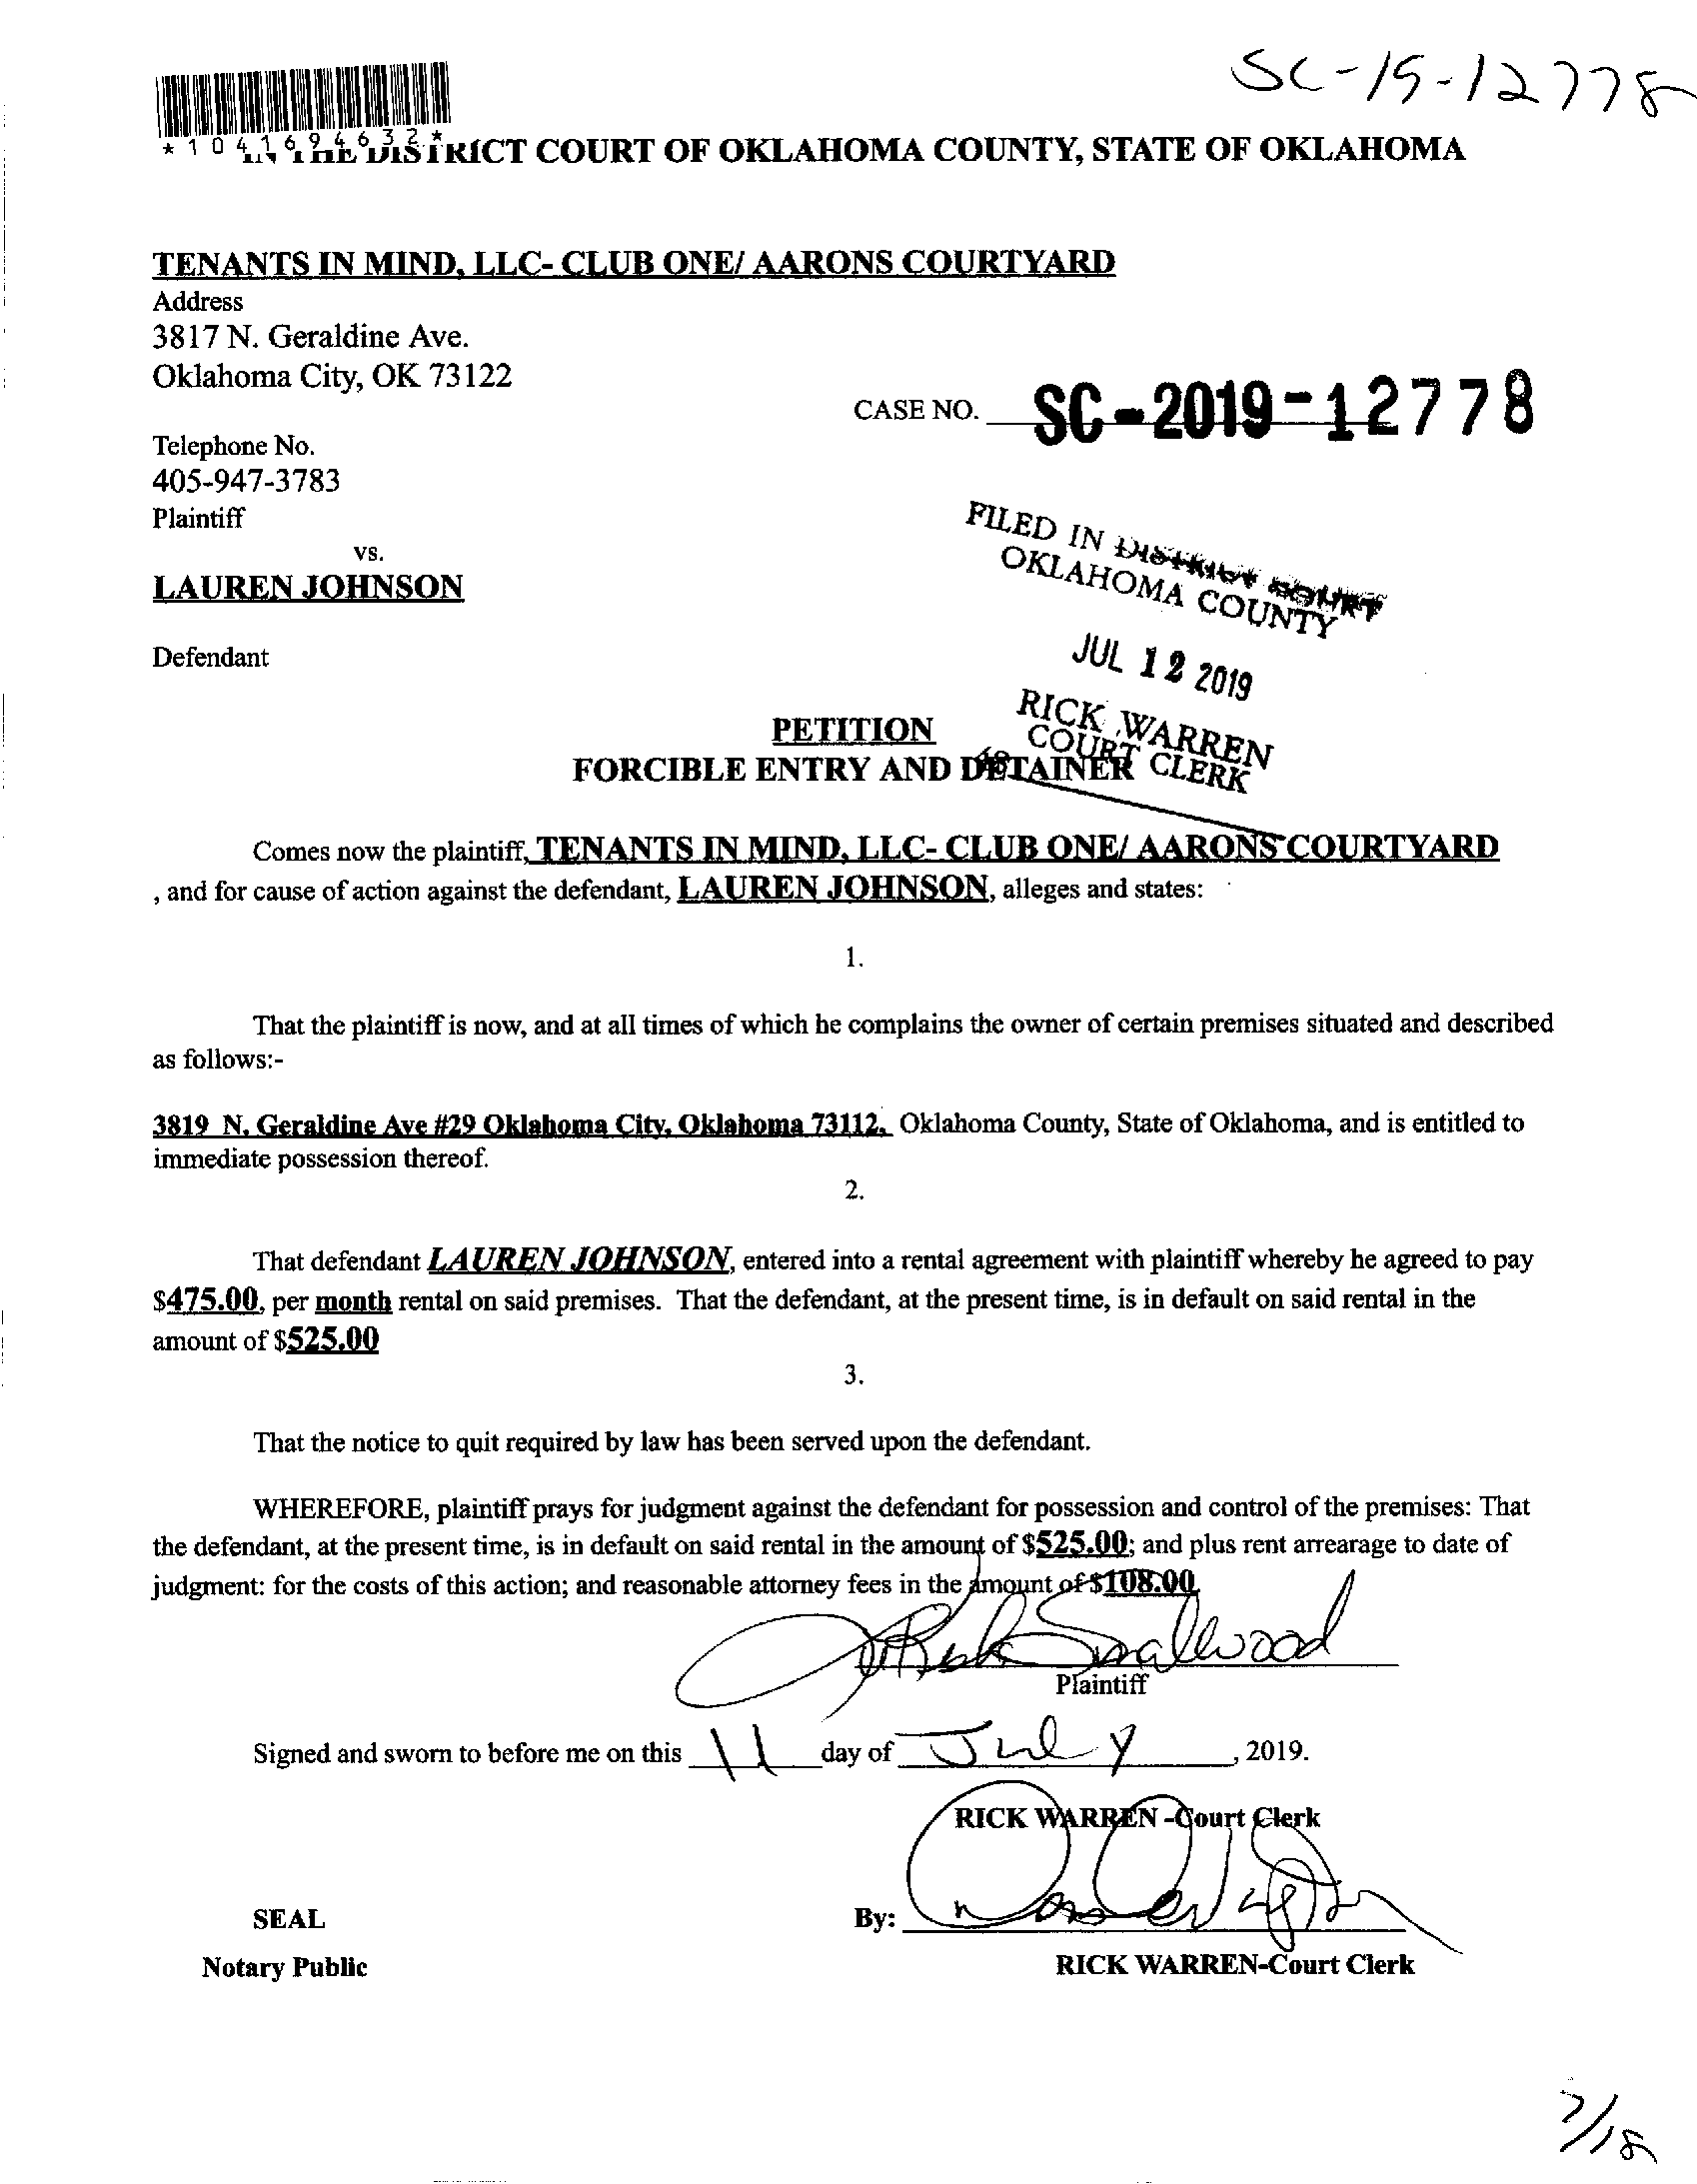 SC-19-12778
*1041694632*
IN THE DISTRICT COURT OF OKLAHOMA COUNTY, STATE OF OKLAHOMA
TENANTS IN MIND, LLC- CLUB ONE/ AARONS COURTYARD
Address
3817 N. Geraldine Ave.
Oklahoma City, OK 73122
CASE NO. SC-2019-12778
Telephone No.
405-947-3783
Plaintiff
vs.
LAUREN JOHNSON
Defendant
FILED IN DISTRICT COURT
OKLAHOMA COUNTY
JUL 12 2019
RICK WARREN
COURT CLERK
PETITION
FORCIBLE ENTRY AND DETAINER
Comes now the plaintiff, TENANTS IN MIND, LLC- CLUB ONE/ AARONS COURTYARD
, and for cause of action against the defendant, LAUREN JOHNSON, alleges and states:
1.
That the plaintiff is now, and at all times of which he complains the owner of certain premises situated and described
as follows:-
3819 N. Geraldine Ave #29 Oklahoma City, Oklahoma 73112, Oklahoma County, State of Oklahoma, and is entitled to
immediate possession thereof.
2.
That defendant LAUREN JOHNSON, entered into a rental agreement with plaintiff whereby he agreed to pay
$475.00, per month rental on said premises. That the defendant, at the present time, is in default on said rental in the
amount of $525.00
3.
That the notice to quit required by law has been served upon the defendant.
WHEREFORE, plaintiff prays for judgment against the defendant for possession and control of the premises: That
the defendant, at the present time, is in default on said rental in the amount of $525.00; and plus rent arrearage to date of
judgment: for the costs of this action; and reasonable attorney fees in the amount of $108.00.
Smallwood
Plaintiff
Signed and sworn to before me on this 11 day of July, 2019.
RICK WARREN -Court Clerk
SEAL
By:
Notary Public
RICK WARREN-Court Clerk
7/18